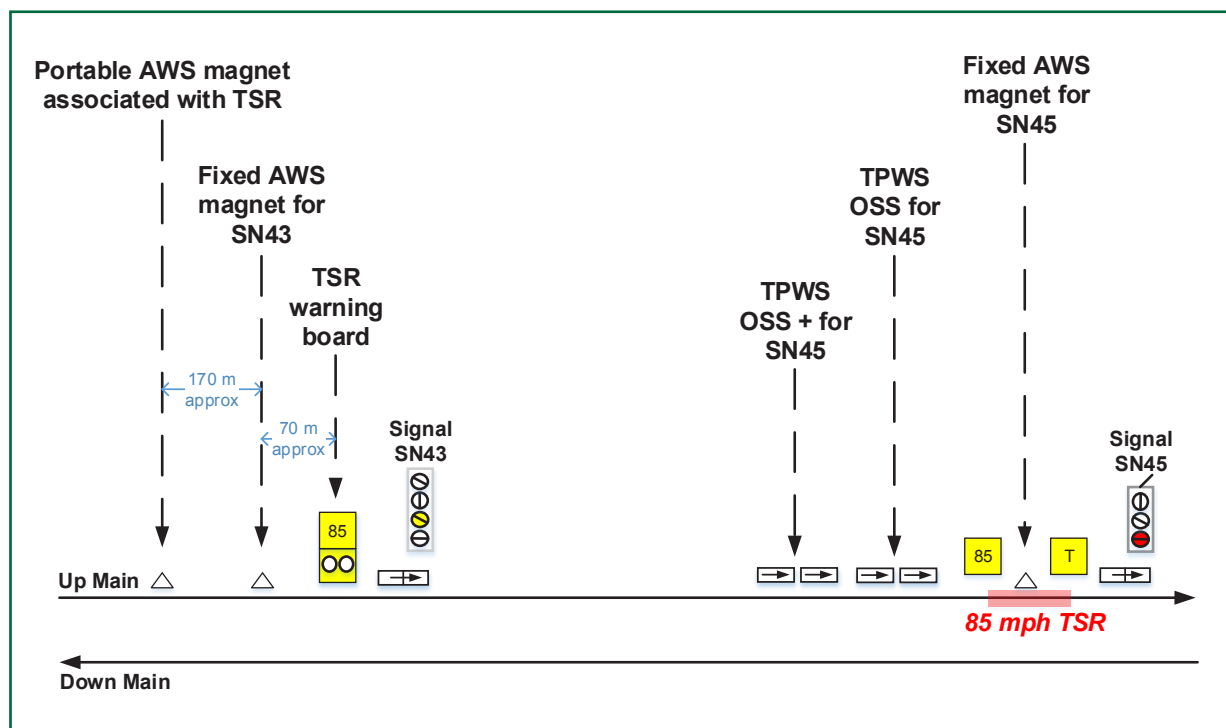 Portable AWS magnet
associated with TSR
Fixed AWS
magnet for
SN43
TSR
warning
board
170 m
approx
70 m
approx
Signal
SN43
85
TPWS
OSS + for
SN45
TPWS
OSS for
SN45
Fixed AWS
magnet for
SN45
Signal
SN45
85
T
Up Main
85 mph TSR
Down Main